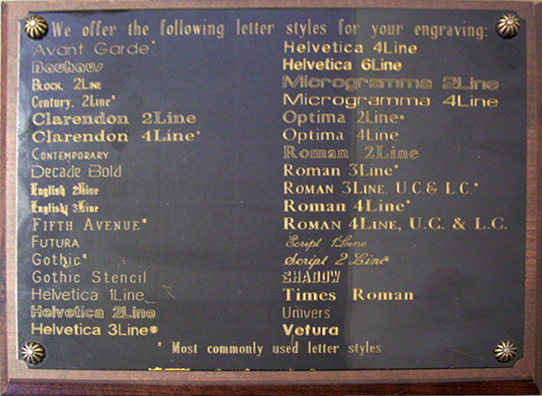 We offer the following letter styles for your engraving:
Avant Garde*
Bauhaus
BLOCK, 2LINE
Century, 2Line*
Clarendon 2Line
Clarendon 4Line*
CONTEMPORARY
Decade Bold
English 2Line
English 3Line
FIFTH AVENUE*
FUTURA
Gothic*
Gothic Stencil
Helvetica 1Line
Helvetica 2Line
Helvetica 3Line*
Helvetica 4Line
Helvetica 6Line
Microgramma 2Line
Microgramma 4Line
Optima 2Line*
Optima 4Line
Roman 2Line
Roman 3Line*
ROMAN 3LINE, U.C.& L.C.*
Roman 4Line*
ROMAN 4LINE, U.C. & L.C.
Script 1Line
Script 2Line*
SHADOW
Times Roman
Univers
Ventura
* Most commonly used letter styles